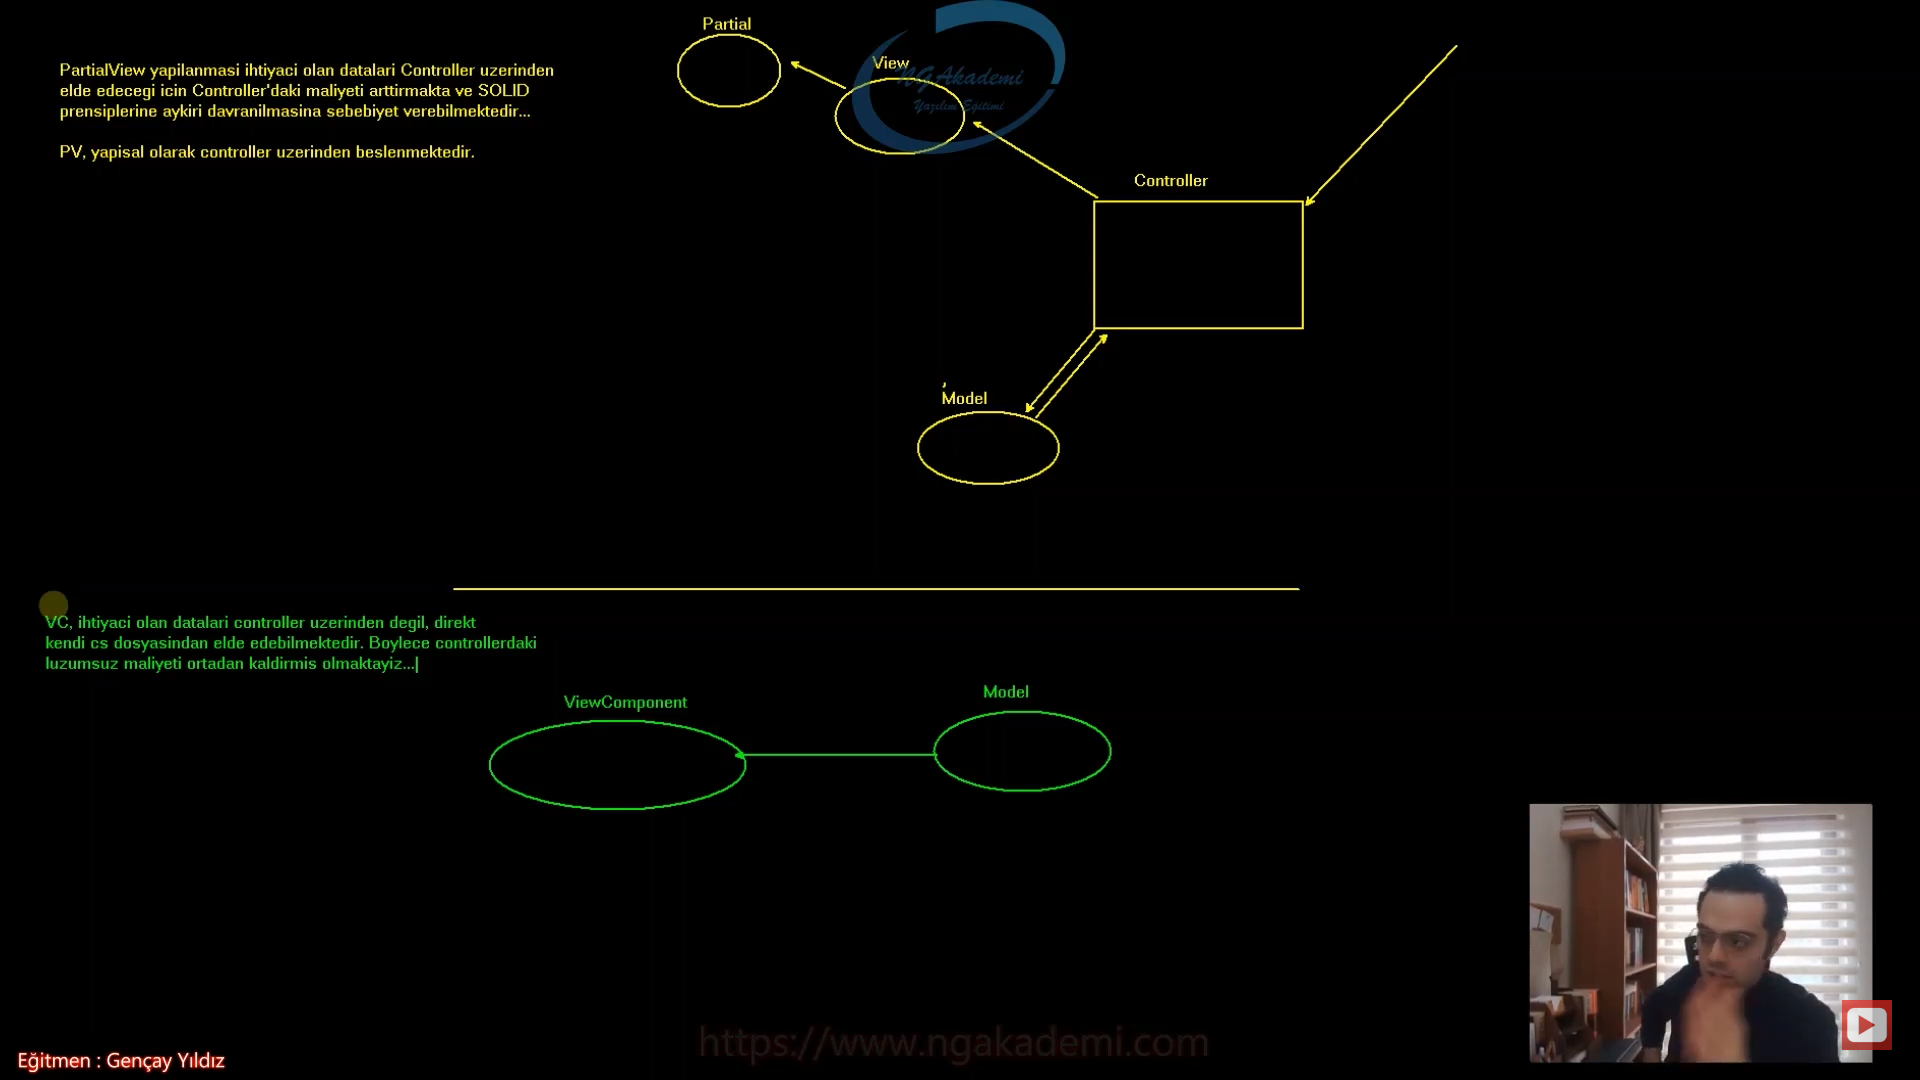 Partial
View
NGAkademi
Yazılım Eğitimi
PartialView yapilanmasi ihtiyaci olan datalari Controller uzerinden
elde edecegi icin Controller'daki maliyeti arttirmakta ve SOLID
prensiplerine aykiri davranilmasina sebebiyet verebilmektedir...
PV, yapisal olarak controller uzerinden beslenmektedir.
Controller
Model
VC, ihtiyaci olan datalari controller uzerinden degil, direkt
kendi cs dosyasindan elde edebilmektedir. Boylece controllerdaki
luzumsuz maliyeti ortadan kaldirmis olmaktayiz...
ViewComponent
Model
https://www.ngakademi.com
Eğitmen : Gençay Yıldız